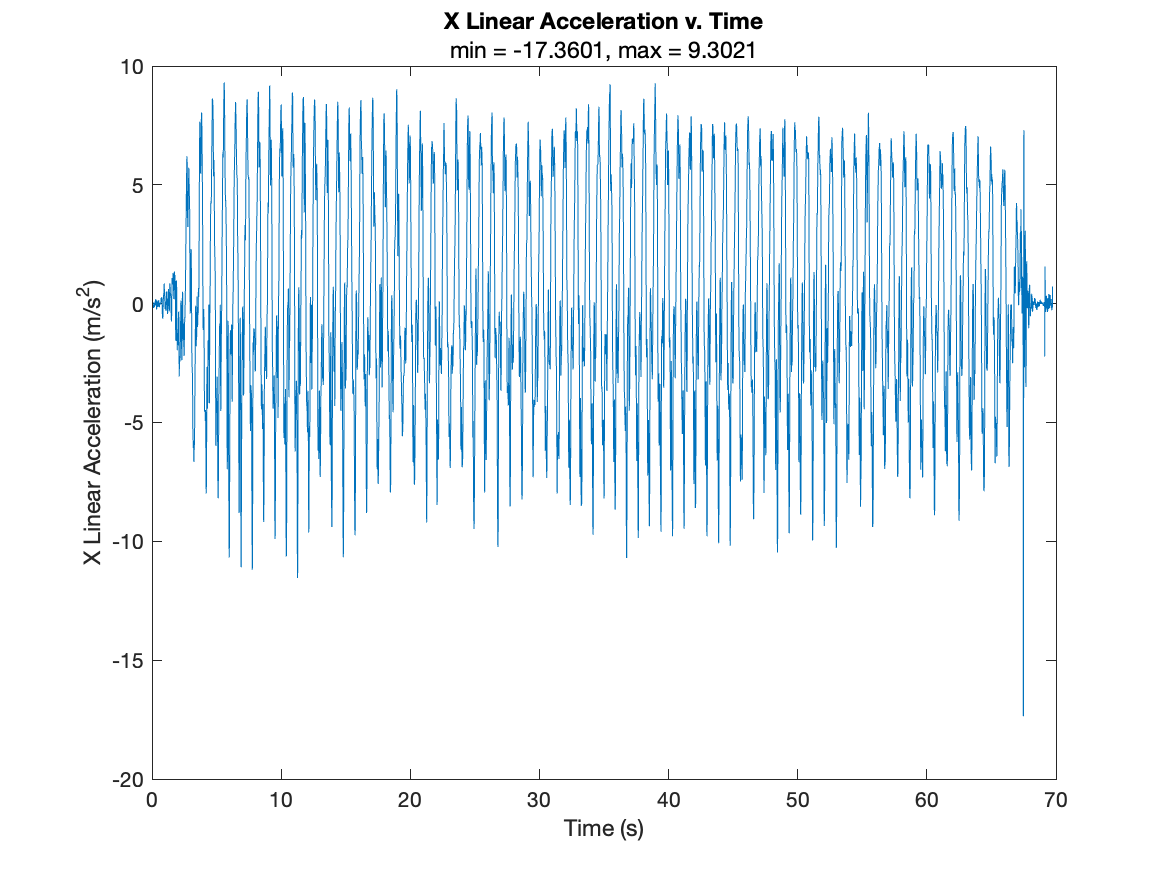 X Linear Acceleration v. Time
min = -17.3601, max = 9.3021
10
5
0
-5
-10
-15
-20
X Linear Acceleration (m/s²)
0 10 20 30 40 50 60 70
Time (s)